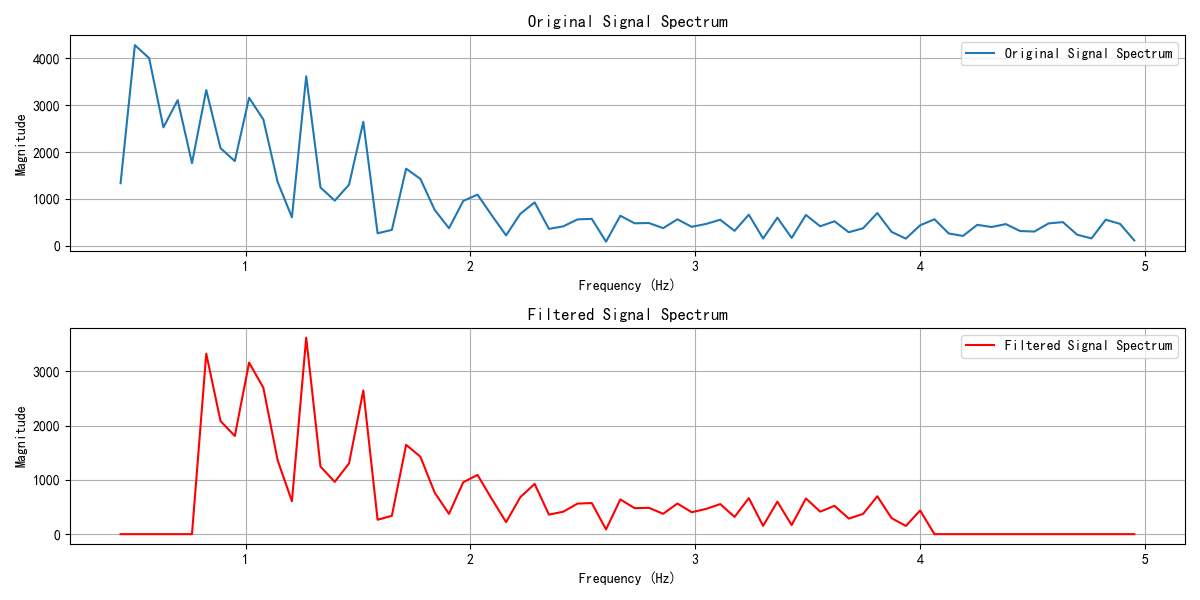 Original Signal Spectrum
Original Signal Spectrum
Magnitude
4000
3000
2000
1000
0
1
2
3
4
5
Frequency (Hz)
Filtered Signal Spectrum
Filtered Signal Spectrum
Magnitude
3000
2000
1000
0
1
2
3
4
5
Frequency (Hz)